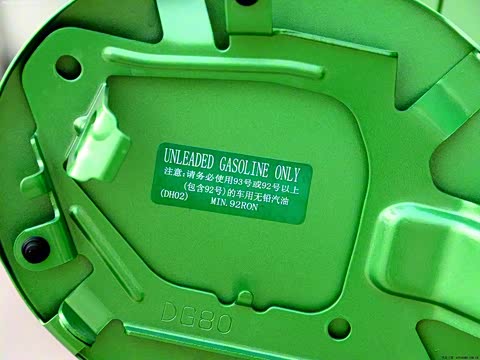 UNLEADED GASOLINE ONLY
注意:请务必使用93号或92号以上
(包含92号)的车用无铅汽油
(DH02) MIN.92RON
DG80